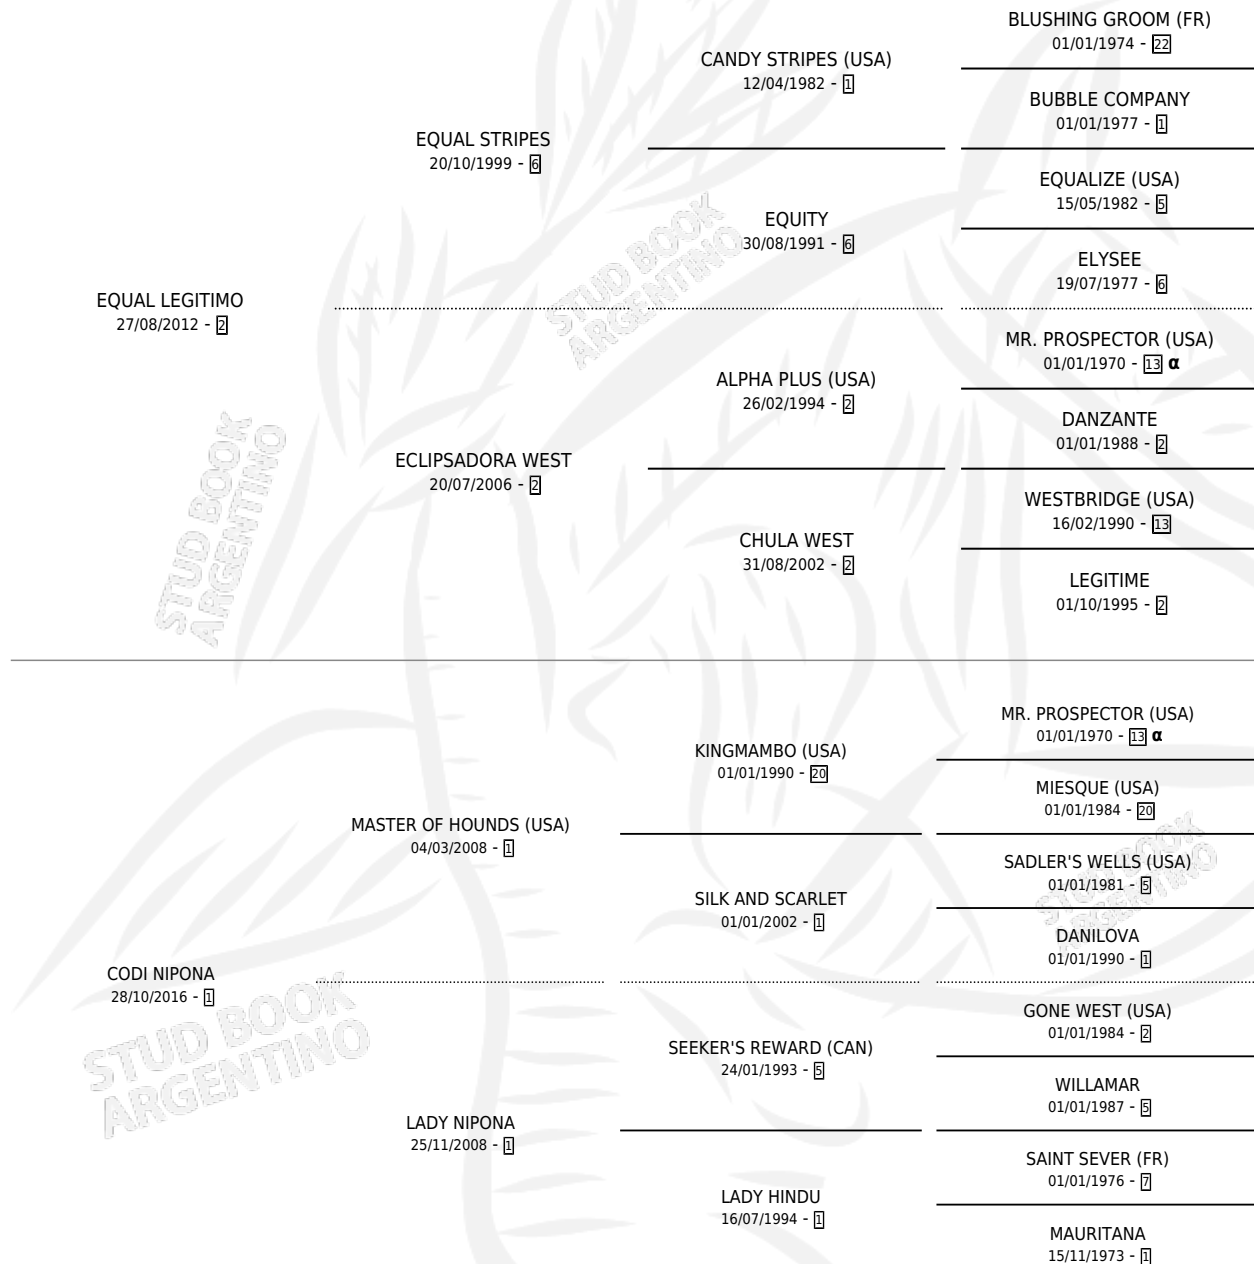 BLUSHING GROOM (FR)
01/01/1974 - 22
CANDY STRIPES (USA)
12/04/1982 - 1
BUBBLE COMPANY
01/01/1977 - 1
EQUAL STRIPES
20/10/1999 - 6
EQUALIZE (USA)
15/05/1982 - 5
EQUITY
30/08/1991 - 6
ELYSEE
19/07/1977 - 6
EQUAL LEGITIMO
27/08/2012 - 2
MR. PROSPECTOR (USA)
01/01/1970 - 13 α
ALPHA PLUS (USA)
26/02/1994 - 2
DANZANTE
01/01/1988 - 2
ECLIPSADORA WEST
20/07/2006 - 2
WESTBRIDGE (USA)
16/02/1990 - 13
CHULA WEST
31/08/2002 - 2
LEGITIME
01/10/1995 - 2
MR. PROSPECTOR (USA)
01/01/1970 - 13 α
KINGMAMBO (USA)
01/01/1990 - 20
MIESQUE (USA)
01/01/1984 - 20
MASTER OF HOUNDS (USA)
04/03/2008 - 1
SADLER'S WELLS (USA)
01/01/1981 - 5
SILK AND SCARLET
01/01/2002 - 1
DANILOVA
01/01/1990 - 1
CODI NIPONA
28/10/2016 - 1
GONE WEST (USA)
01/01/1984 - 2
SEEKER'S REWARD (CAN)
24/01/1993 - 5
WILLAMAR
01/01/1987 - 5
LADY NIPONA
25/11/2008 - 1
SAINT SEVER (FR)
01/01/1976 - 7
LADY HINDU
16/07/1994 - 1
MAURITANA
15/11/1973 - 1
STUD BOOK
ARGENTINO
STUD BOOK
ARGENTINO
STUD BOOK
ARGENTINO
STUD BOOK
ARGENTINO